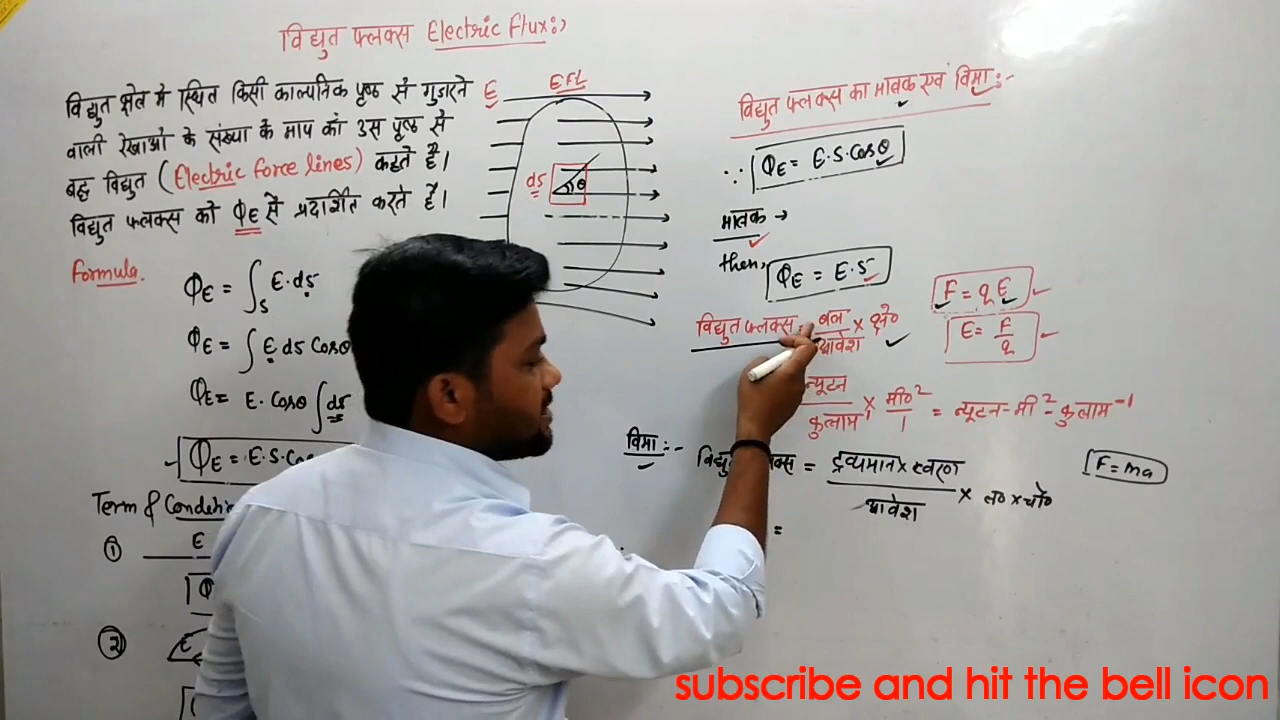 विद्युत फ्लक्स Electric flux:>
विद्युत क्षेत्र मे स्थित किसी काल्पनिक पृष्ठ से गुजारने
वाली रेखाओ के संख्या के माप को उस पृष्ठ से
बद्ध विद्युत (Electric force lines) कहते है।
विद्युत फ्लक्स को ΦE से प्रदर्शित करते है।
Formula.
ΦE = ∫S E·ds
ΦE = ∫ E ds Cosθ
ΦE = E·Cosθ ∫ds
ΦE = E·S·Cos
Term &
① E
② E
E
EFL
ds
θ
विद्युत फ्लक्स का मात्रक एवं विमा:-
∵ ΦE = E·S·Cosθ
मात्रक →
then, ΦE = E·S
F = qE
विद्युत फ्लक्स बल/आवेश × क्षे०
E = F/q
न्यूटन/कुलाम × मी०²/1 = न्यूटन-मी²-कुलाम⁻¹
विमा:- = द्रव्यमान×त्वरण/आवेश × ल०×चौ०
F = ma
=
subscribe and hit the bell icon